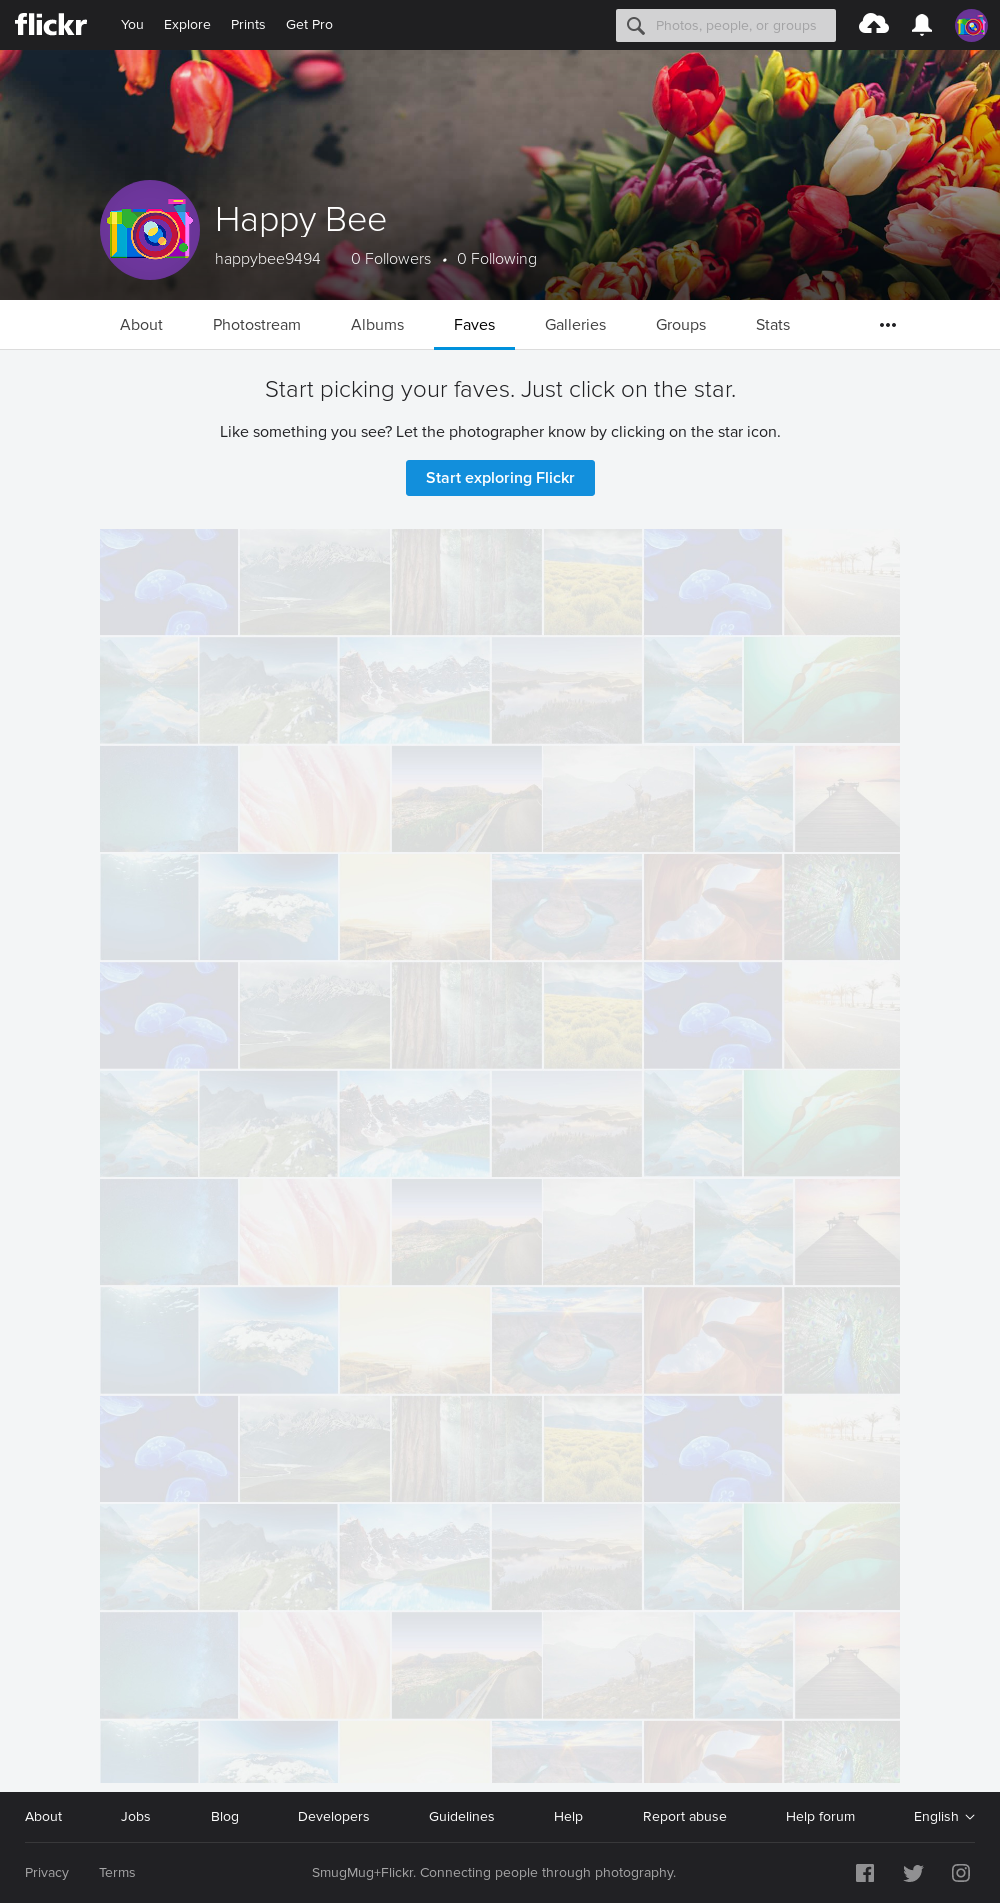 flickr You Explore Prints Get Pro Photos, people, or groups
Happy Bee
happybee9494 0 Followers • 0 Following
About Photostream Albums Faves Galleries Groups Stats
Start picking your faves. Just click on the star.
Like something you see? Let the photographer know by clicking on the star icon.
Start exploring Flickr
About Jobs Blog Developers Guidelines Help Report abuse Help forum English
Privacy Terms SmugMug+Flickr. Connecting people through photography.